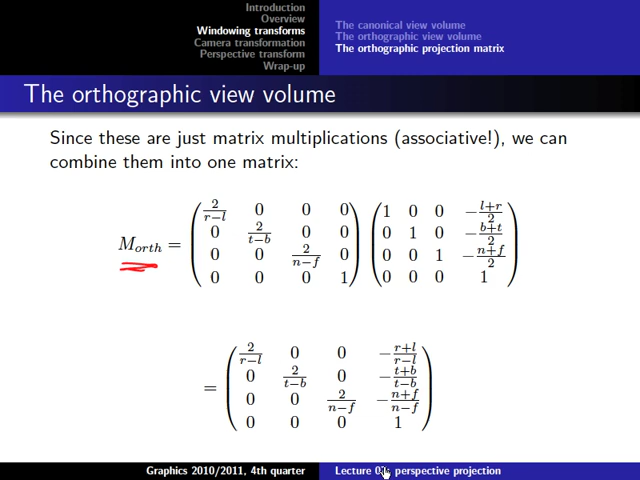 Introduction
Overview
Windowing transforms
Camera transformation
Perspective transform
Wrap-up
The canonical view volume
The orthographic view volume
The orthographic projection matrix
The orthographic view volume
Since these are just matrix multiplications (associative!), we can
combine them into one matrix:
M_orth = ( 2/(r−l) 0 0 0 ) ( 1 0 0 −(l+r)/2 )
( 0 2/(t−b) 0 0 ) ( 0 1 0 −(b+t)/2 )
( 0 0 2/(n−f) 0 ) ( 0 0 1 −(n+f)/2 )
( 0 0 0 1 ) ( 0 0 0 1 )
= ( 2/(r−l) 0 0 −(r+l)/(r−l) )
( 0 2/(t−b) 0 −(t+b)/(t−b) )
( 0 0 2/(n−f) −(n+f)/(n−f) )
( 0 0 0 1 )
Graphics 2010/2011, 4th quarter
Lecture perspective projection